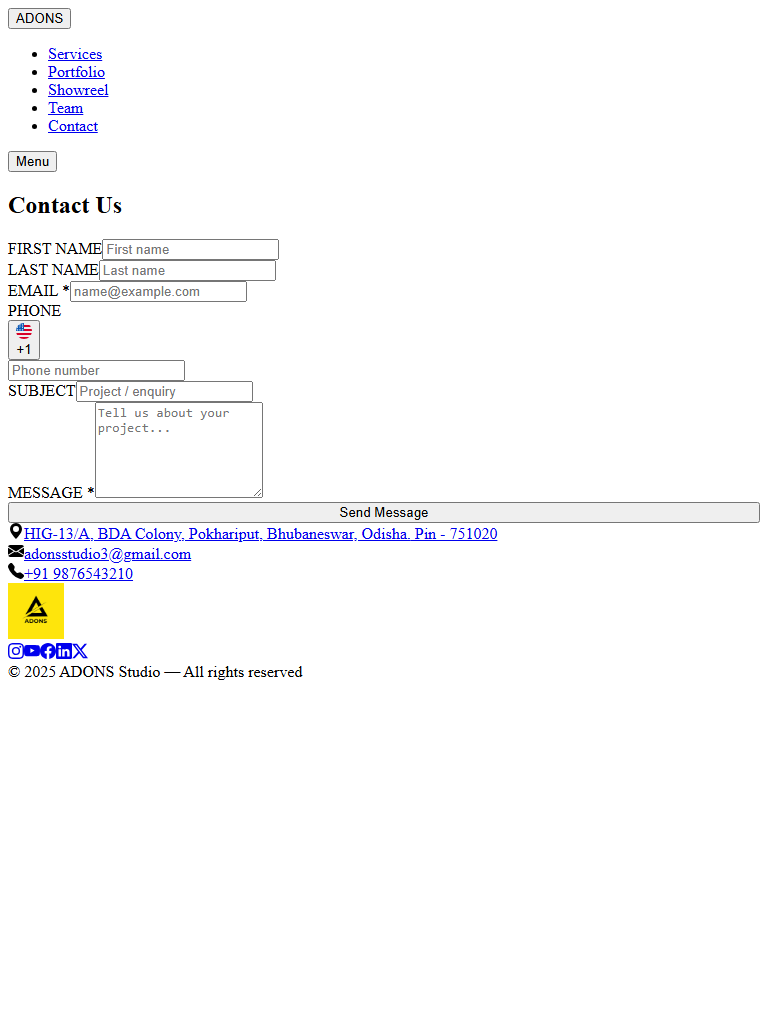 ADONS
Services
Portfolio
Showreel
Team
Contact
Menu
Contact Us
FIRST NAME First name
LAST NAME Last name
EMAIL * name@example.com
PHONE
+1
Phone number
SUBJECT Project / enquiry
Tell us about your
project...
MESSAGE *
Send Message
HIG-13/A, BDA Colony, Pokhariput, Bhubaneswar, Odisha. Pin - 751020
adonsstudio3@gmail.com
+91 9876543210
ADONS
© 2025 ADONS Studio — All rights reserved